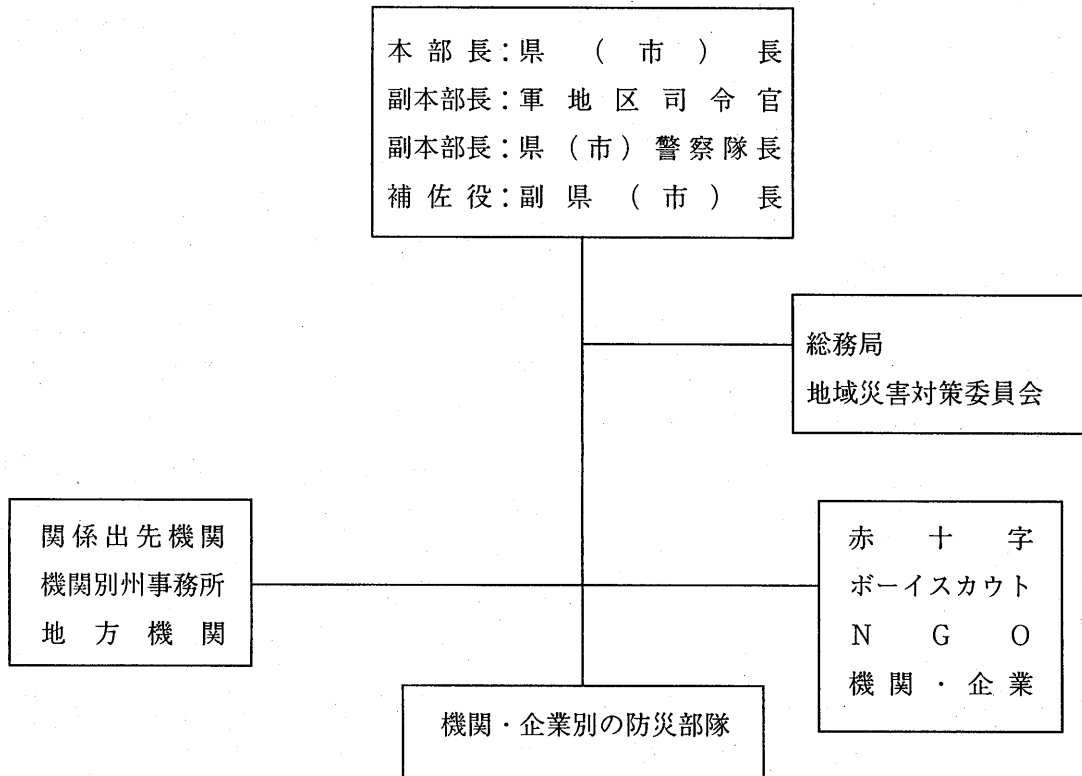 本部長：県（市）長
副本部長：軍地区司令官
副本部長：県（市）警察隊長
補佐役：副県（市）長
総務局
地域災害対策委員会
関係出先機関
機関別州事務所
地方機関
赤十字
ボーイスカウト
NGO
機関・企業
機関・企業別の防災部隊